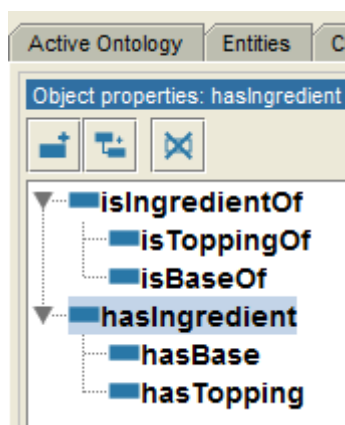 Active Ontology Entities C
Object properties: hasIngredient
isIngredientOf
isToppingOf
isBaseOf
hasIngredient
hasBase
hasTopping